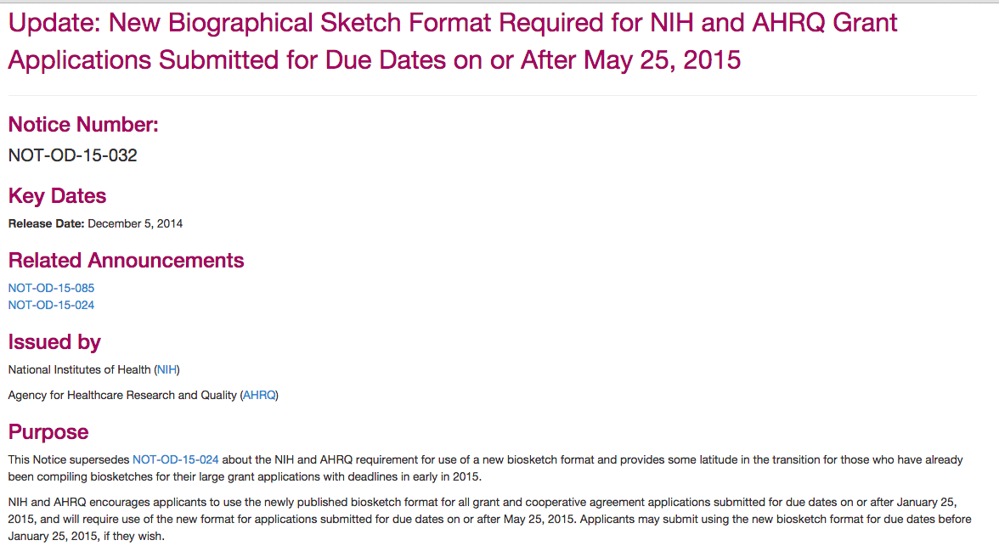 Update: New Biographical Sketch Format Required for NIH and AHRQ Grant
Applications Submitted for Due Dates on or After May 25, 2015
Notice Number:
NOT-OD-15-032
Key Dates
Release Date: December 5, 2014
Related Announcements
NOT-OD-15-085
NOT-OD-15-024
Issued by
National Institutes of Health (NIH)
Agency for Healthcare Research and Quality (AHRQ)
Purpose
This Notice supersedes NOT-OD-15-024 about the NIH and AHRQ requirement for use of a new biosketch format and provides some latitude in the transition for those who have already
been compiling biosketches for their large grant applications with deadlines in early in 2015.
NIH and AHRQ encourages applicants to use the newly published biosketch format for all grant and cooperative agreement applications submitted for due dates on or after January 25,
2015, and will require use of the new format for applications submitted for due dates on or after May 25, 2015. Applicants may submit using the new biosketch format for due dates before
January 25, 2015, if they wish.